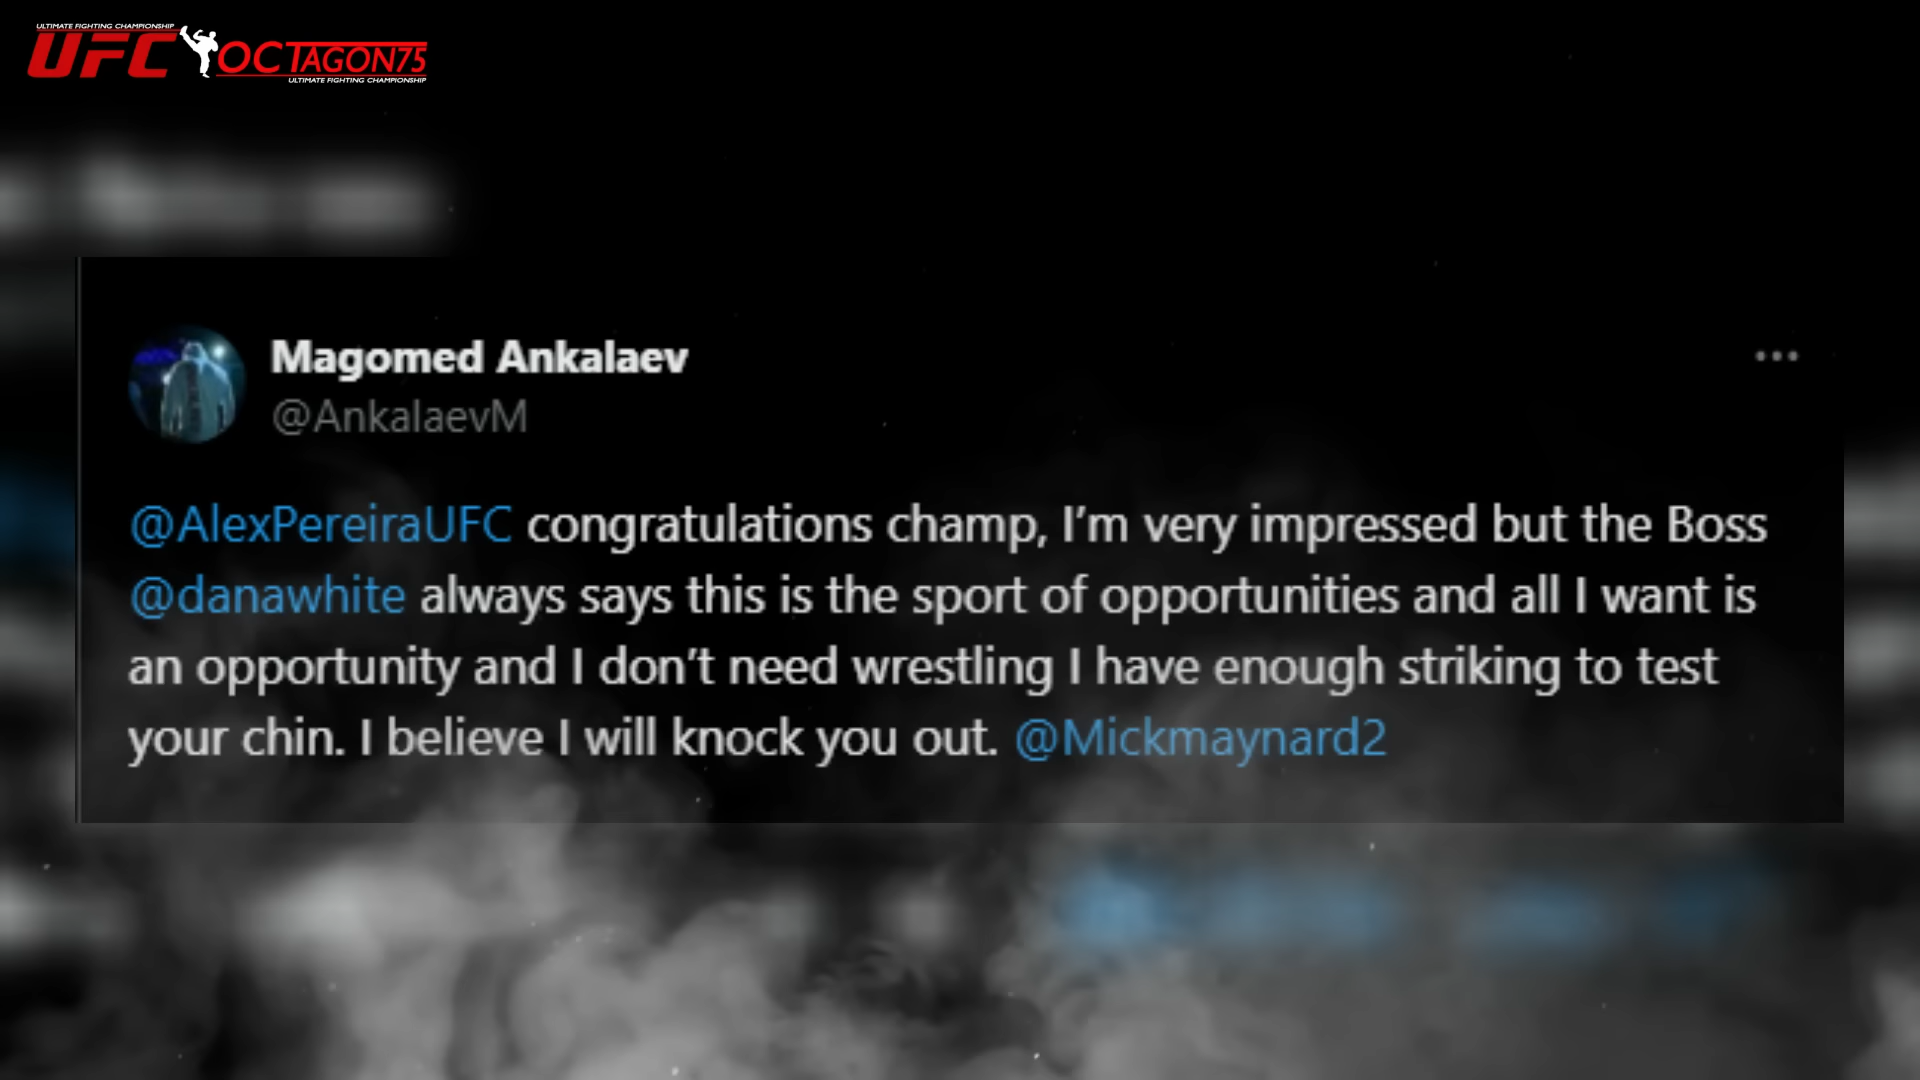 ULTIMATE FIGHTING CHAMPIONSHIP
UFC OCTAGON75
ULTIMATE FIGHTING CHAMPIONSHIP
Magomed Ankalaev
@AnkalaevM
@AlexPereiraUFC congratulations champ, I’m very impressed but the Boss
@danawhite always says this is the sport of opportunities and all I want is
an opportunity and I don’t need wrestling I have enough striking to test
your chin. I believe I will knock you out. @Mickmaynard2